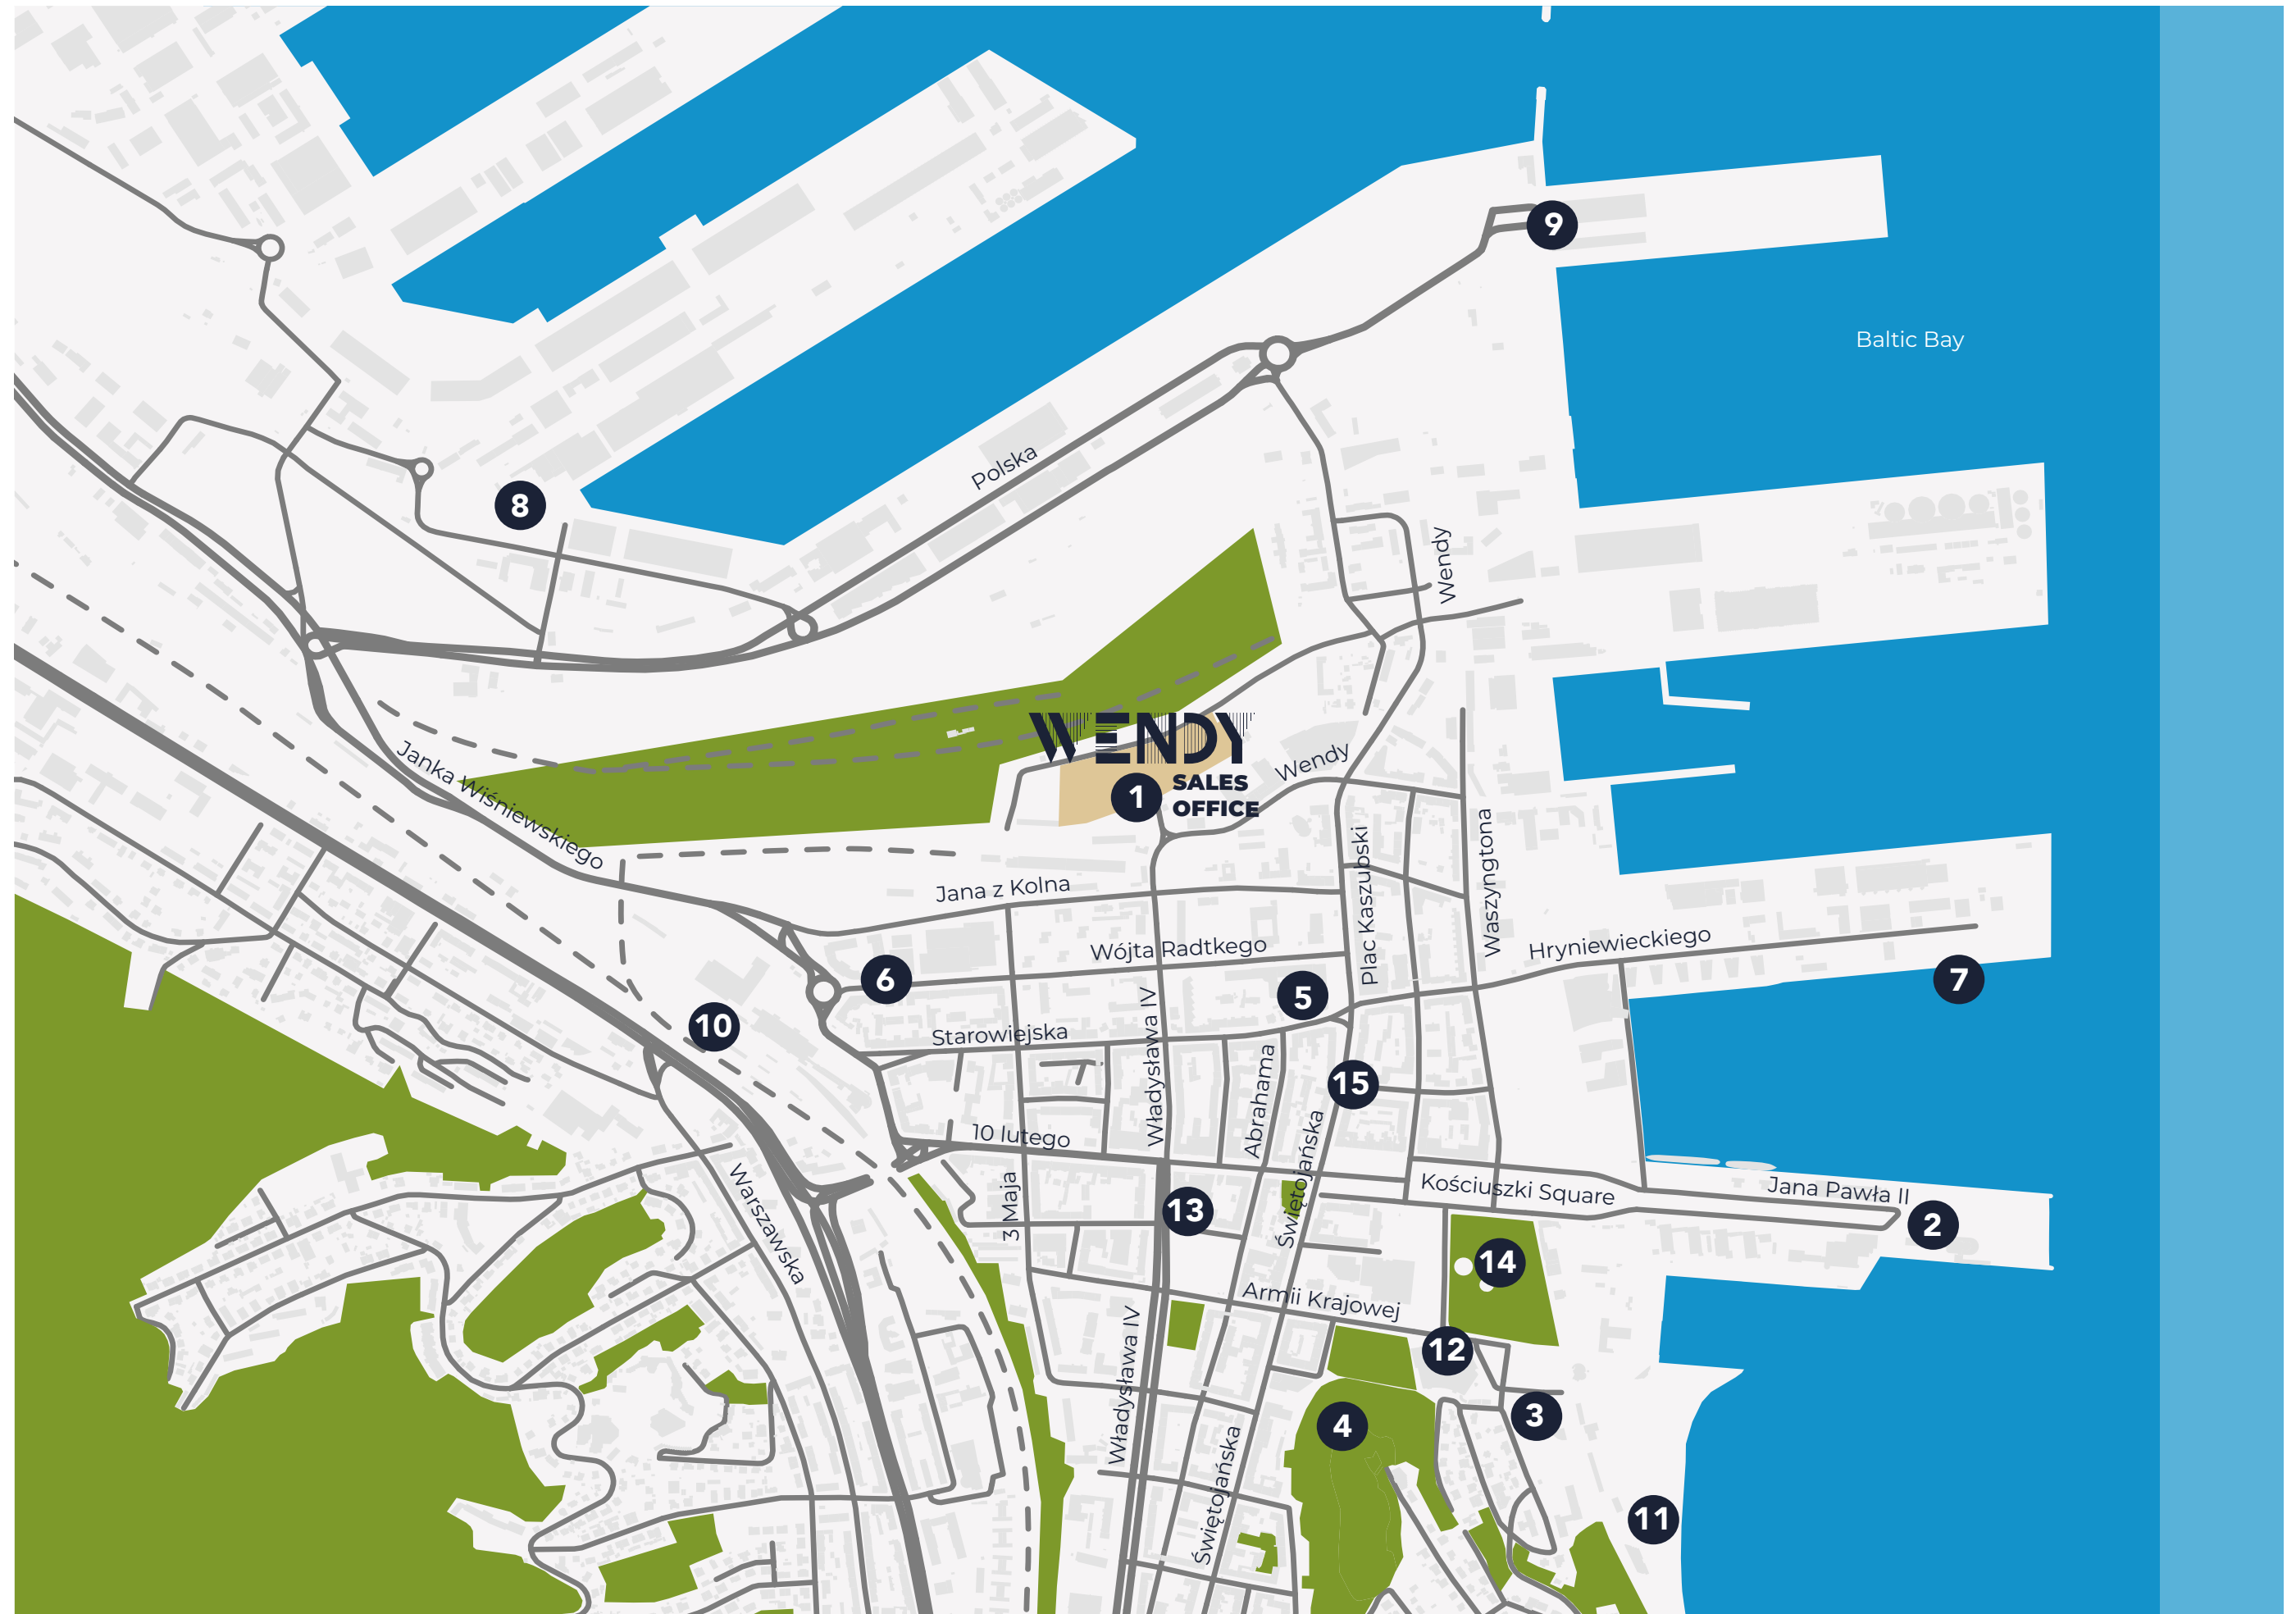 9
Baltic Bay
Polska
8
Wendy
WENDY
SALES
OFFICE
1
Wendy
Janka Wiśniewskiego
Jana z Kolna
Plac Kaszubski
Waszyngtona
Wójta Radtkego
Hryniewieckiego
6
5
7
10
Starowiejska
Władysława IV
Abrahama
15
10 lutego
Świętojańska
Warszawska
3 Maja
13
Kościuszki Square
Jana Pawła II
2
14
Armii Krajowej
12
Władysława IV
4
3
Świętojańska
11